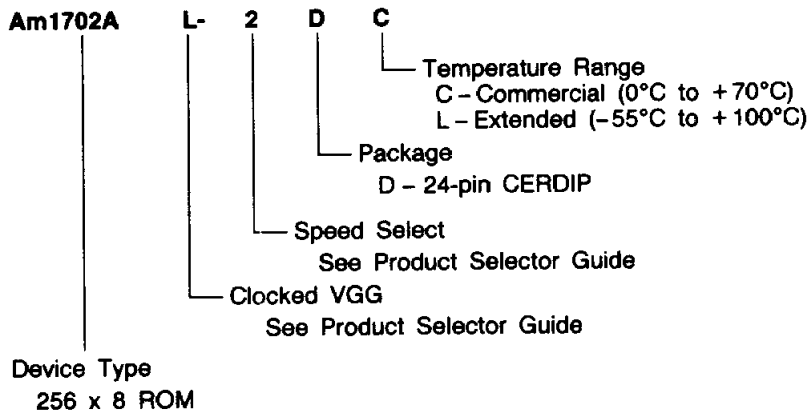 Am1702A L- 2 D C
Temperature Range
C – Commercial (0°C to +70°C)
L – Extended (–55°C to +100°C)
Package
D – 24-pin CERDIP
Speed Select
See Product Selector Guide
Clocked VGG
See Product Selector Guide
Device Type
256 x 8 ROM